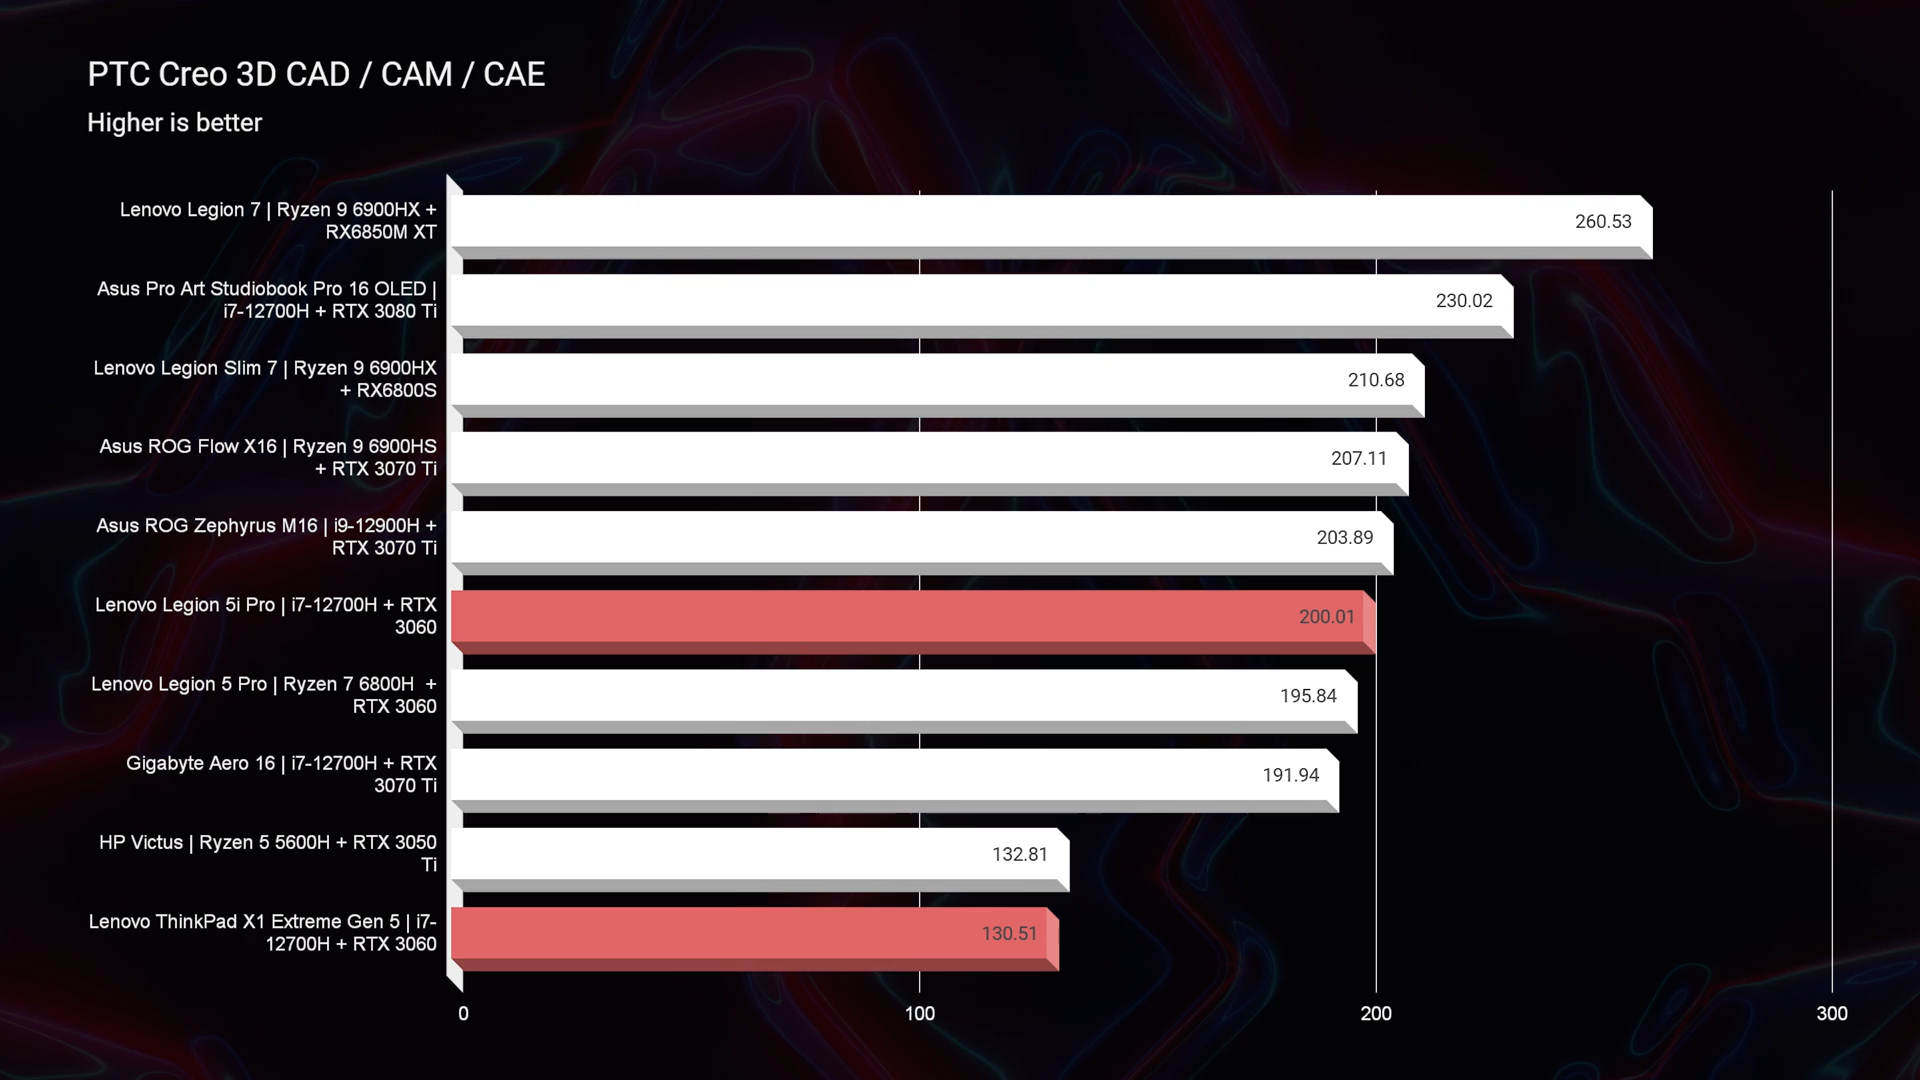 PTC Creo 3D CAD / CAM / CAE
Higher is better
Lenovo Legion 7 | Ryzen 9 6900HX +
RX6850M XT
260.53
Asus Pro Art Studiobook Pro 16 OLED |
i7-12700H + RTX 3080 Ti
230.02
Lenovo Legion Slim 7 | Ryzen 9 6900HX
+ RX6800S
210.68
Asus ROG Flow X16 | Ryzen 9 6900HS
+ RTX 3070 Ti
207.11
Asus ROG Zephyrus M16 | i9-12900H +
RTX 3070 Ti
203.89
Lenovo Legion 5i Pro | i7-12700H + RTX
3060
200.01
Lenovo Legion 5 Pro | Ryzen 7 6800H +
RTX 3060
195.84
Gigabyte Aero 16 | i7-12700H + RTX
3070 Ti
191.94
HP Victus | Ryzen 5 5600H + RTX 3050
Ti
132.81
Lenovo ThinkPad X1 Extreme Gen 5 | i7-
12700H + RTX 3060
130.51
0 100 200 300